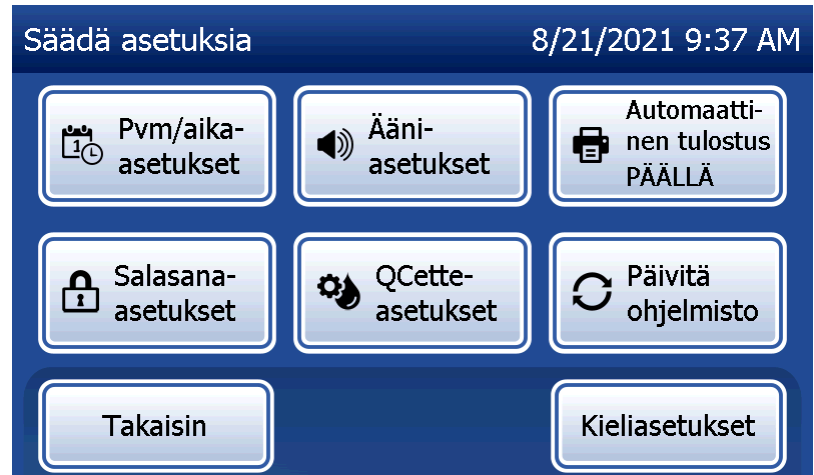 Säädä asetuksia 8/21/2021 9:37 AM
Pvm/aika-
asetukset
Ääni-
asetukset
Automaatti-
nen tulostus
PÄÄLLÄ
Salasana-
asetukset
QCette-
asetukset
Päivitä
ohjelmisto
Takaisin
Kieliasetukset